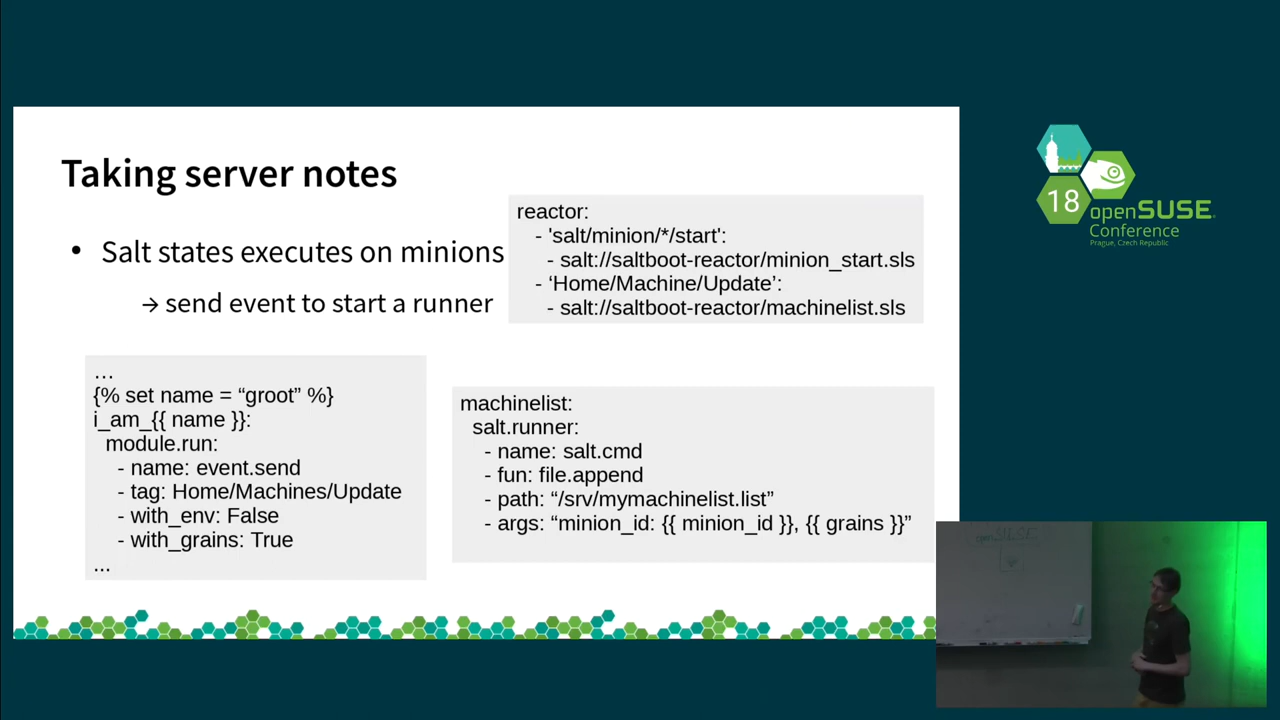 Taking server notes
• Salt states executes on minions
→ send event to start a runner
reactor:
- 'salt/minion/*/start':
- salt://saltboot-reactor/minion_start.sls
- ‘Home/Machine/Update’:
- salt://saltboot-reactor/machinelist.sls
…
{% set name = “groot” %}
i_am_{{ name }}:
module.run:
- name: event.send
- tag: Home/Machines/Update
- with_env: False
- with_grains: True
...
machinelist:
salt.runner:
- name: salt.cmd
- fun: file.append
- path: “/srv/mymachinelist.list”
- args: “minion_id: {{ minion_id }}, {{ grains }}”
18
openSUSE
Conference
Prague, Czech Republic